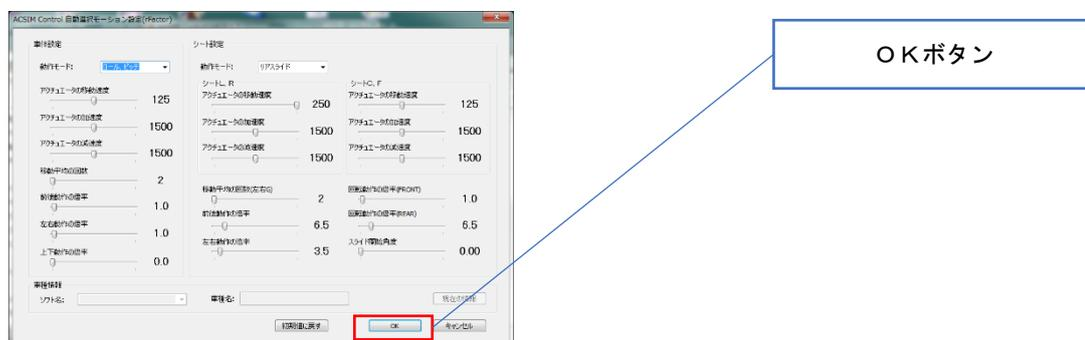 ACSIM Control 自動選択モーション設定(rFactor)
車体設定
動作モード: ロール、ピッチ
アクチュエータの移動速度 125
アクチュエータの加速度 1500
アクチュエータの減速度 1500
移動平均の回数 2
前後動作の倍率 1.0
左右動作の倍率 1.0
上下動作の倍率 0.0
シート設定
動作モード: リアスライド
シートL, R
アクチュエータの移動速度 250
アクチュエータの加速度 1500
アクチュエータの減速度 1500
シートC, F
アクチュエータの移動速度 125
アクチュエータの加速度 1500
アクチュエータの減速度 1500
移動平均の回数(左右G) 2
前後動作の倍率 6.5
左右動作の倍率 3.5
回転動作の倍率(FRONT) 1.0
回転動作の倍率(REAR) 6.5
スライド開始角度 0.00
車種情報
ソフト名:
車種名:
現在の情報
初期値に戻す
OK
キャンセル
ＯＫボタン